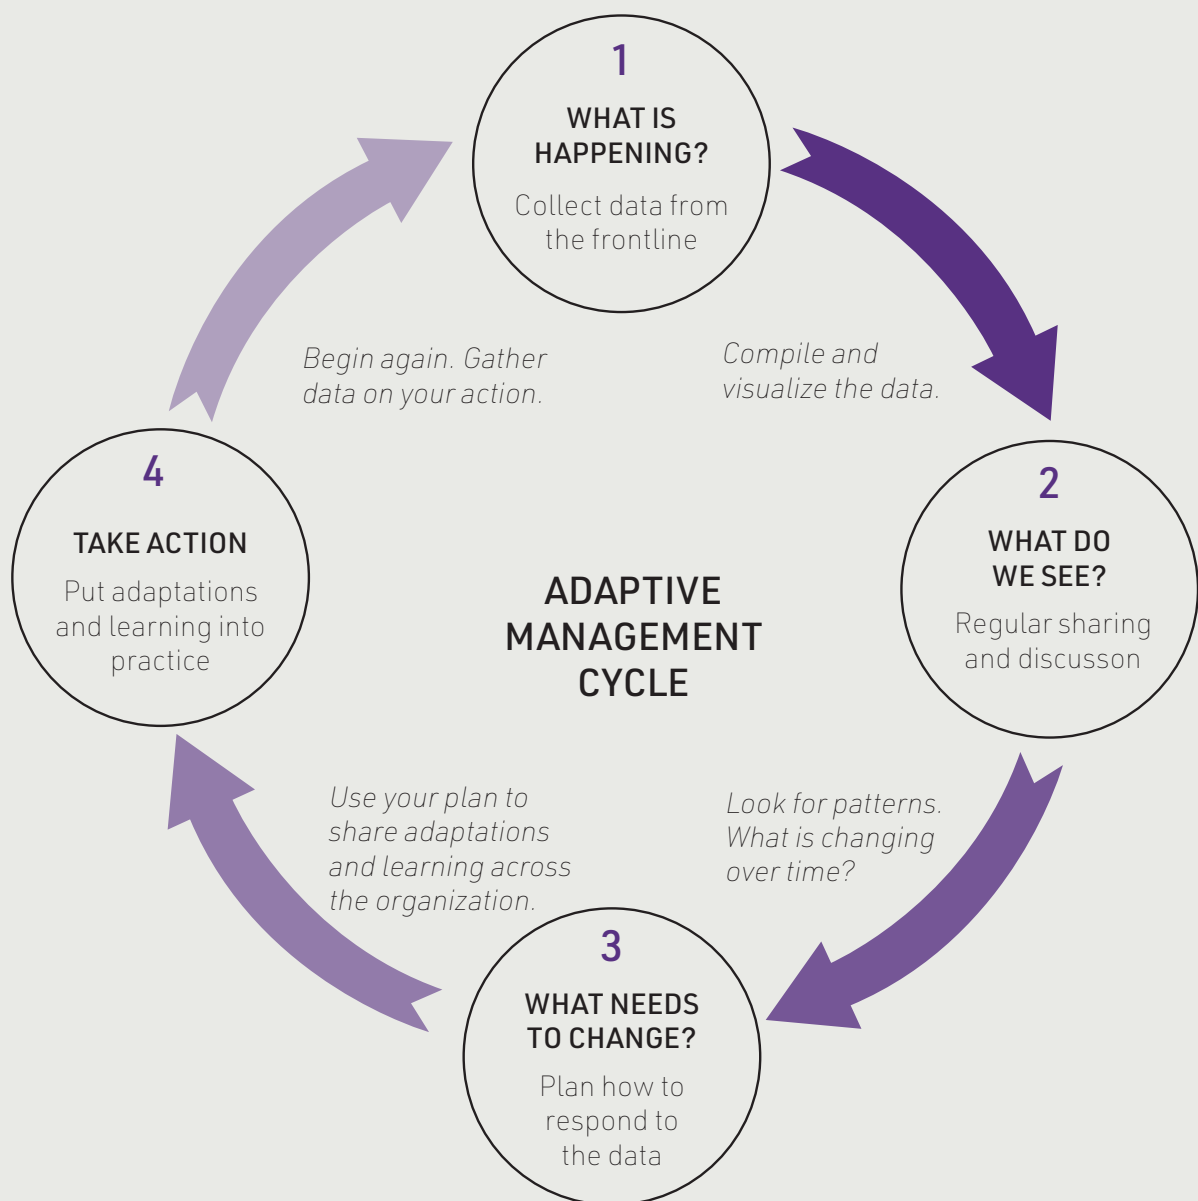 1
WHAT IS
HAPPENING?
Collect data from
the frontline
Compile and
visualize the data.
2
WHAT DO
WE SEE?
Regular sharing
and discusson
Look for patterns.
What is changing
over time?
3
WHAT NEEDS
TO CHANGE?
Plan how to
respond to
the data
Use your plan to
share adaptations
and learning across
the organization.
4
TAKE ACTION
Put adaptations
and learning into
practice
Begin again. Gather
data on your action.
ADAPTIVE
MANAGEMENT
CYCLE